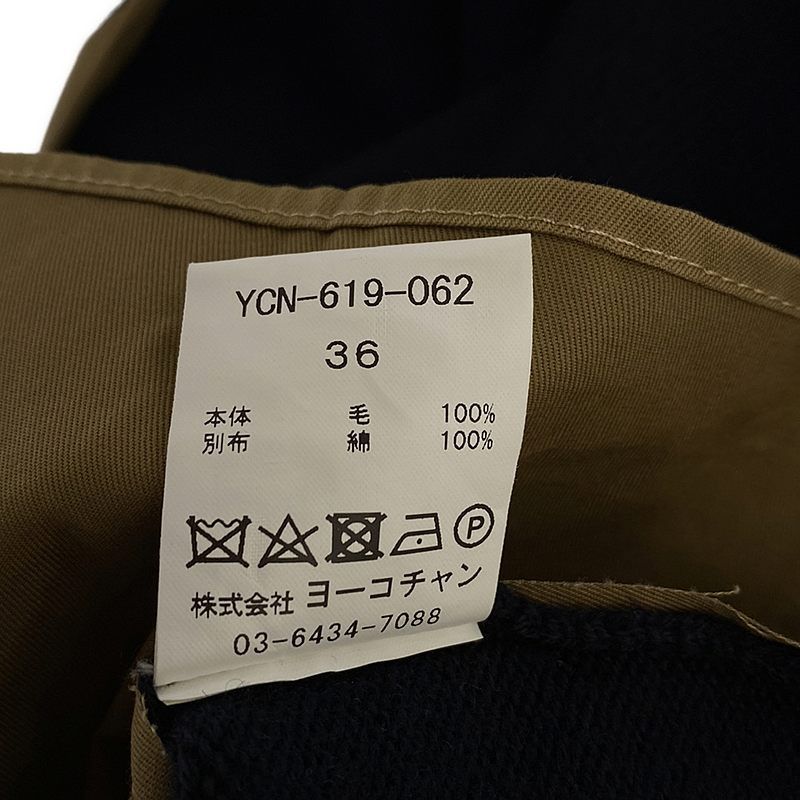 YCN-619-062
36
本体 毛 100%
別布 綿 100%
P
株式会社 ヨーコチャン
03-6434-7088